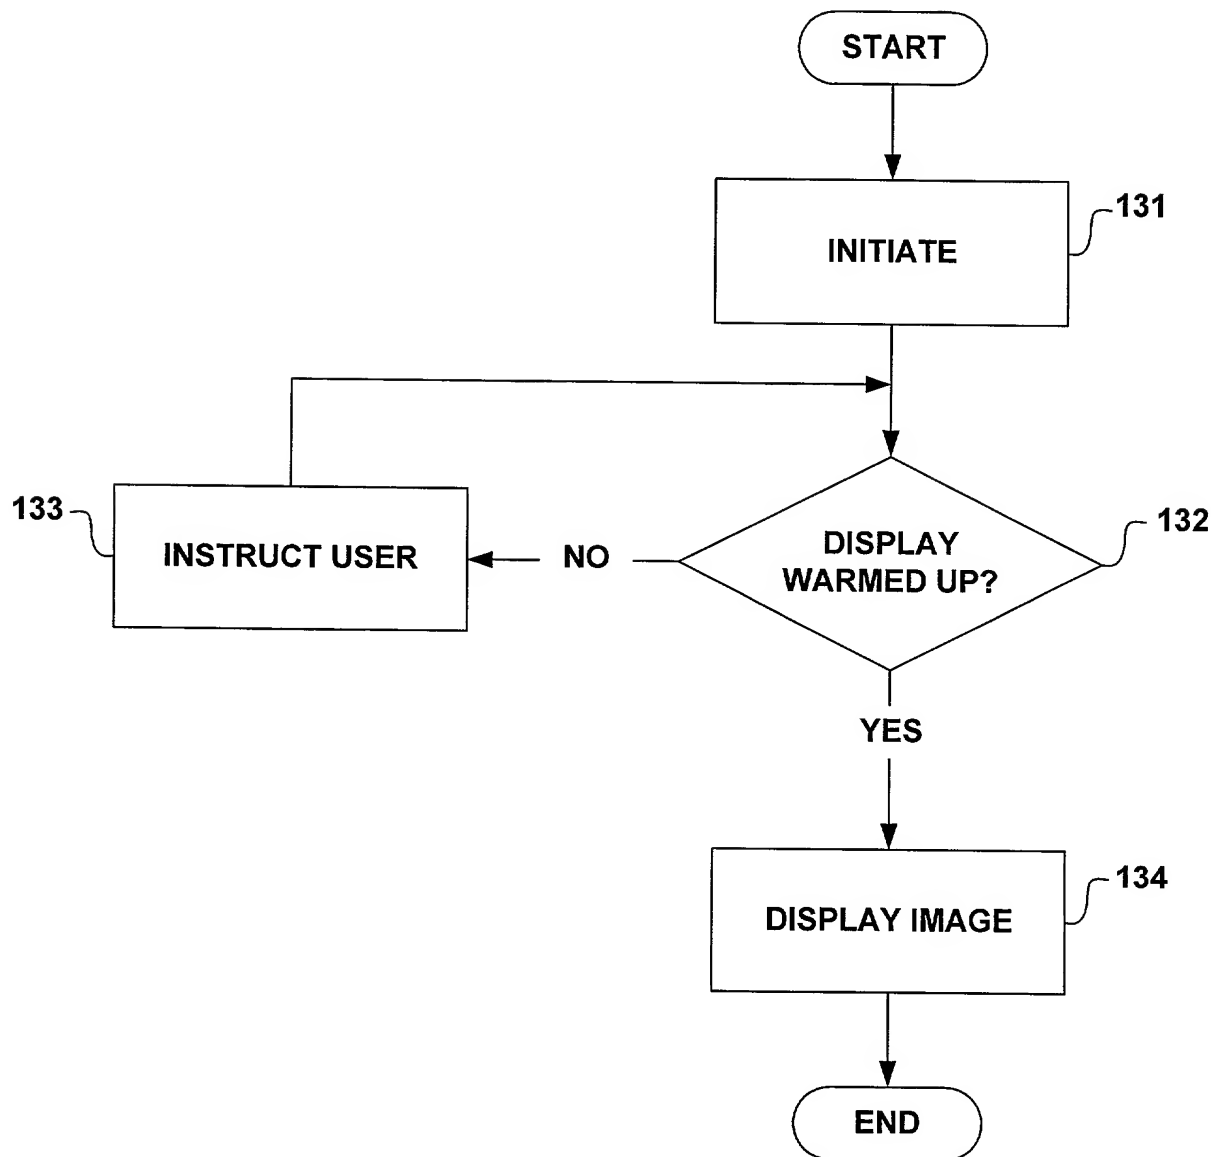 START
131
INITIATE
133
INSTRUCT USER
NO
DISPLAY
WARMED UP?
132
YES
134
DISPLAY IMAGE
END